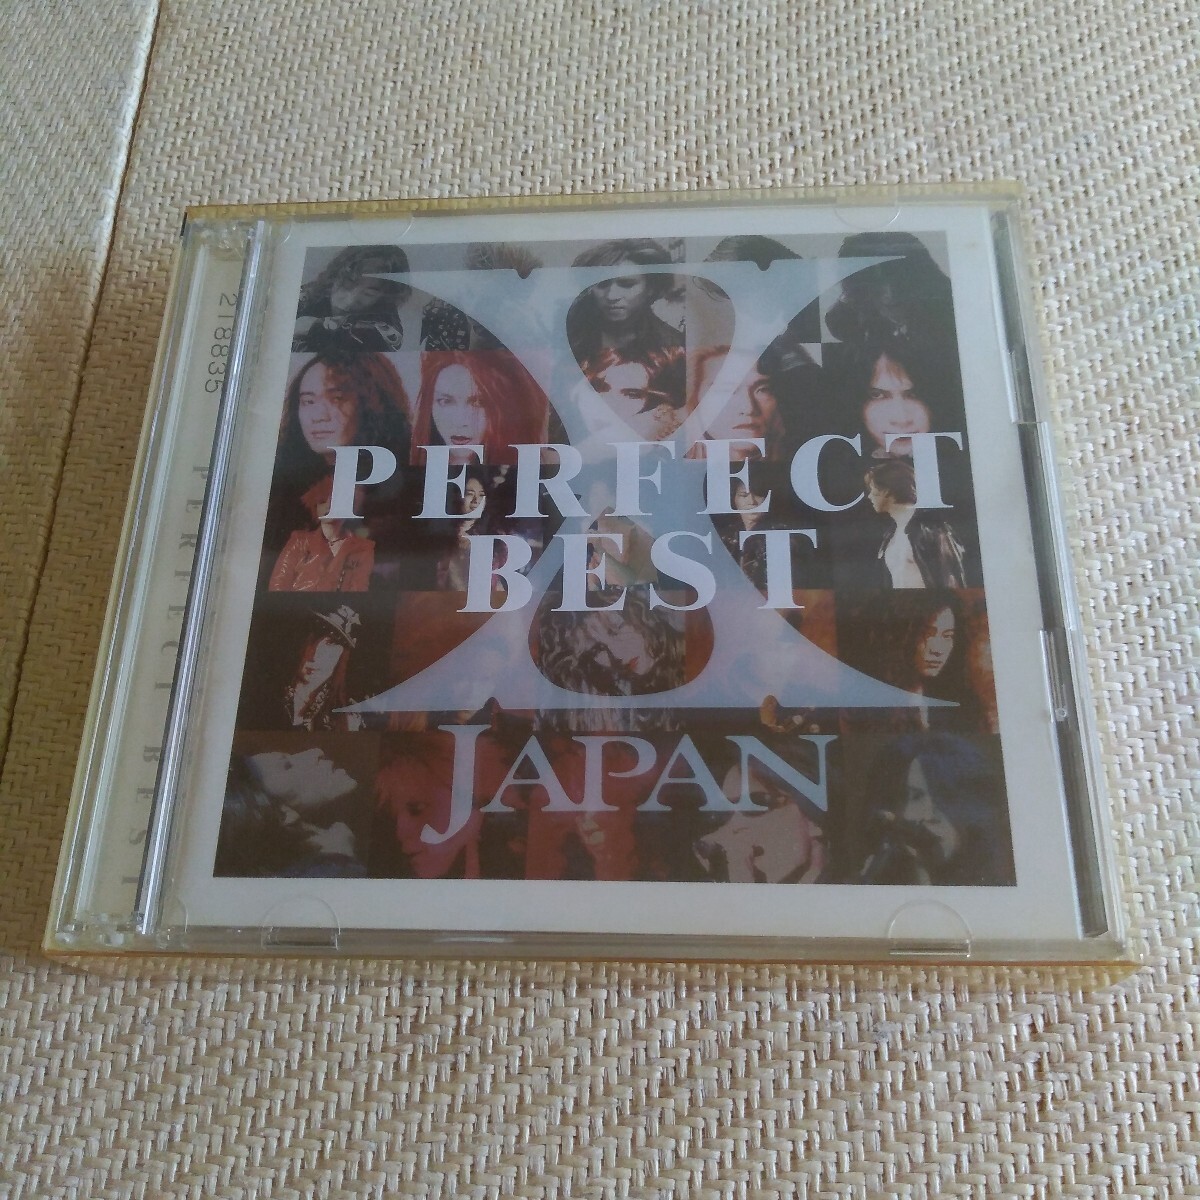 218835
PERFECT BEST
X
PERFECT
BEST
JAPAN